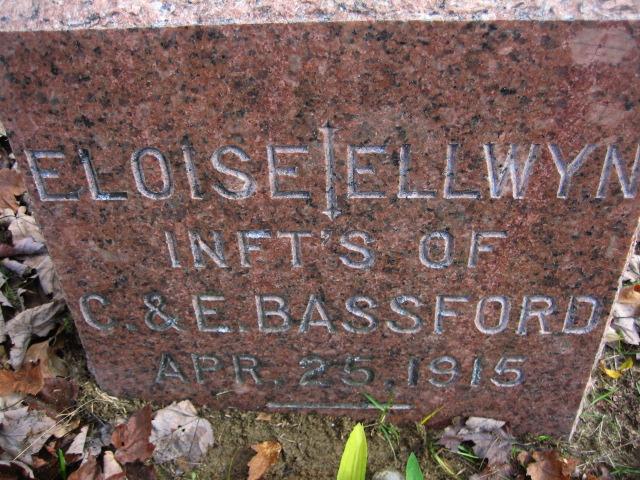 ELOISE ELLWYN
INFT'S OF
C. & E. BASSFORD
APR. 25, 1915